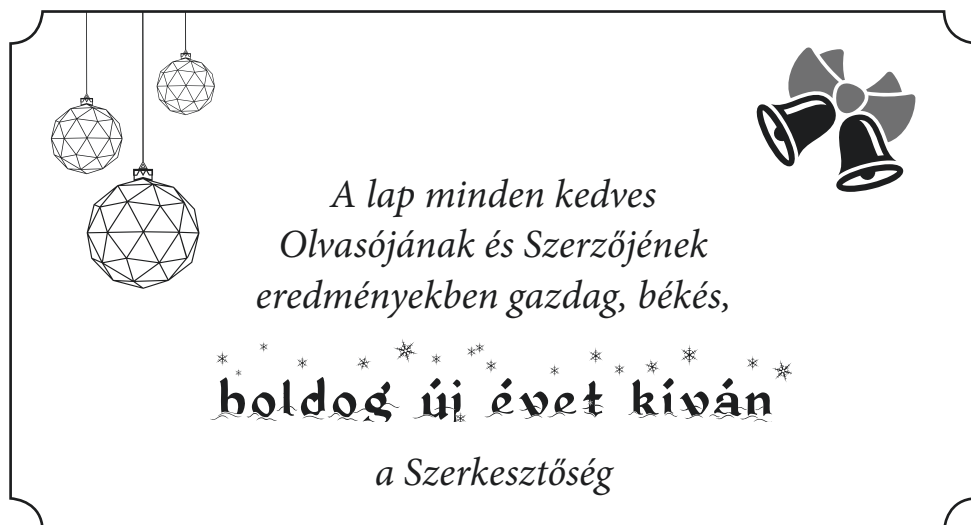 A lap minden kedves
Olvasójának és Szerzőjének
eredményekben gazdag, békés,
boldog új évet kíván
a Szerkesztőség